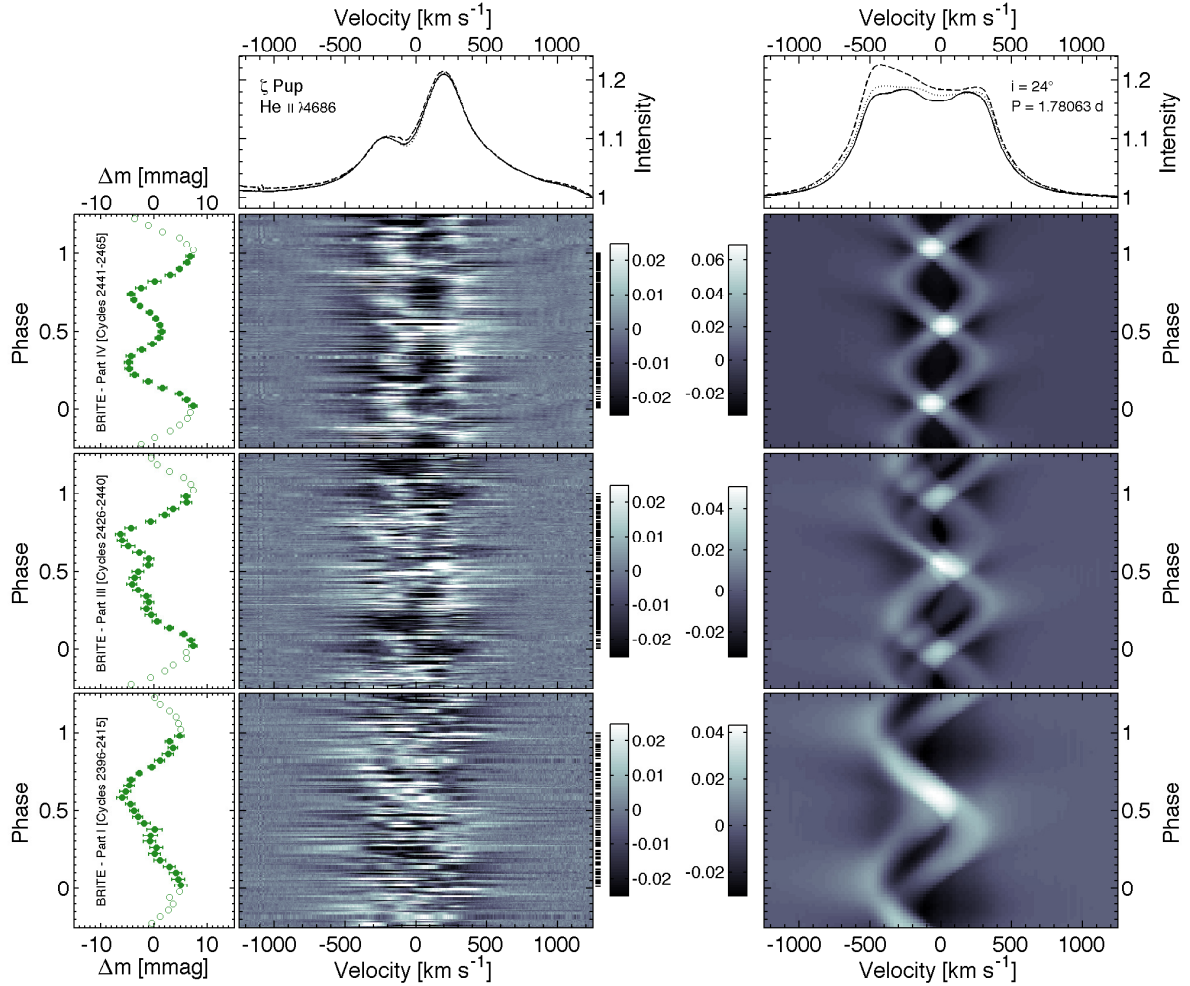 Velocity [km s⁻¹]
Velocity [km s⁻¹]
-1000 -500 0 500 1000
-1000 -500 0 500 1000
ζ Pup
He II λ4686
1.2
1.1
1
Intensity
i = 24°
P = 1.78063 d
1.2
1.1
1
Intensity
Δm [mmag]
-10 0 10
Phase
1
0.5
0
BRITE - Part IV [Cycles 2441-2465]
0.02
0.01
0
-0.01
-0.02
0.06
0.04
0.02
0
-0.02
1
0.5
0
Phase
Phase
1
0.5
0
BRITE - Part III [Cycles 2426-2440]
0.02
0.01
0
-0.01
-0.02
0.04
0.02
0
-0.02
1
0.5
0
Phase
Phase
1
0.5
0
BRITE - Part I [Cycles 2396-2415]
0.02
0.01
0
-0.01
-0.02
0.04
0.02
0
-0.02
1
0.5
0
Phase
-10 0 10
Δm [mmag]
-1000 -500 0 500 1000
Velocity [km s⁻¹]
-1000 -500 0 500 1000
Velocity [km s⁻¹]